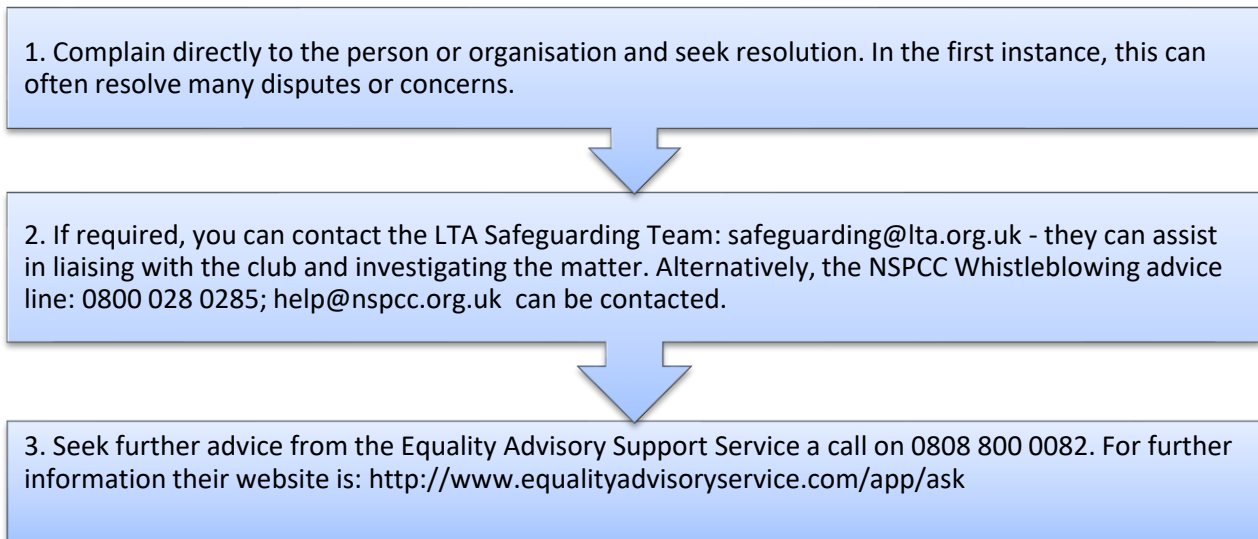 1. Complain directly to the person or organisation and seek resolution. In the first instance, this can
often resolve many disputes or concerns.
2. If required, you can contact the LTA Safeguarding Team: safeguarding@lta.org.uk - they can assist
in liaising with the club and investigating the matter. Alternatively, the NSPCC Whistleblowing advice
line: 0800 028 0285; help@nspcc.org.uk  can be contacted.
3. Seek further advice from the Equality Advisory Support Service a call on 0808 800 0082. For further
information their website is: http://www.equalityadvisoryservice.com/app/ask